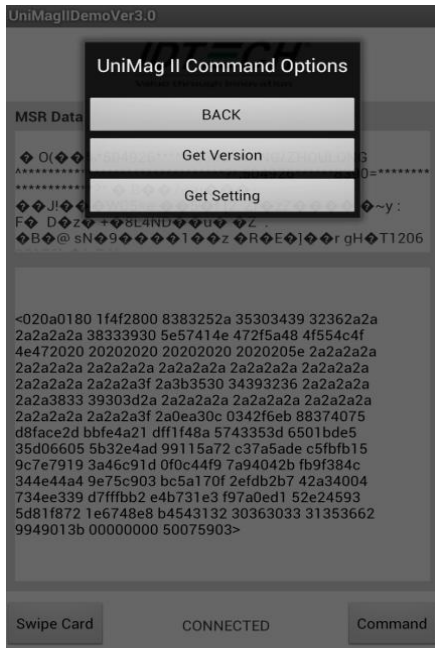 UniMagIIDemoVer3.0
UniMag II Command Options
BACK
Get Version
Get Setting
MSR Data
<020a0180 1f4f2800 8383252a 35303439 32362a2a
2a2a2a2a 38333930 5e57414e 472f5a48 4f554c4f
4e472020 20202020 20202020 2020205e 2a2a2a2a
2a2a2a2a 2a2a2a2a 2a2a2a2a 2a2a2a2a 2a2a2a2a
2a2a2a2a 2a2a2a3f 2a3b3530 34393236 2a2a2a2a
2a2a3833 39303d2a 2a2a2a2a 2a2a2a2a 2a2a2a2a
2a2a2a2a 2a2a2a3f 2a0ea30c 0342f6eb 88374075
d8face2d bbfe4a21 dff1f48a 5743353d 6501bde5
35d06605 5b32e4ad 99115a72 c37a5ade c5fbfb15
9c7e7919 3a46c91d 0f0c44f9 7a94042b fb9f384c
344e44a4 9e75c903 bc5a170f 2efdb2b7 42a34004
734ee339 d7fffbb2 e4b731e3 f97a0ed1 52e24593
5d81f872 1e6748e8 b4543132 30363033 31353662
9949013b 00000000 50075903>
Swipe Card
CONNECTED
Command